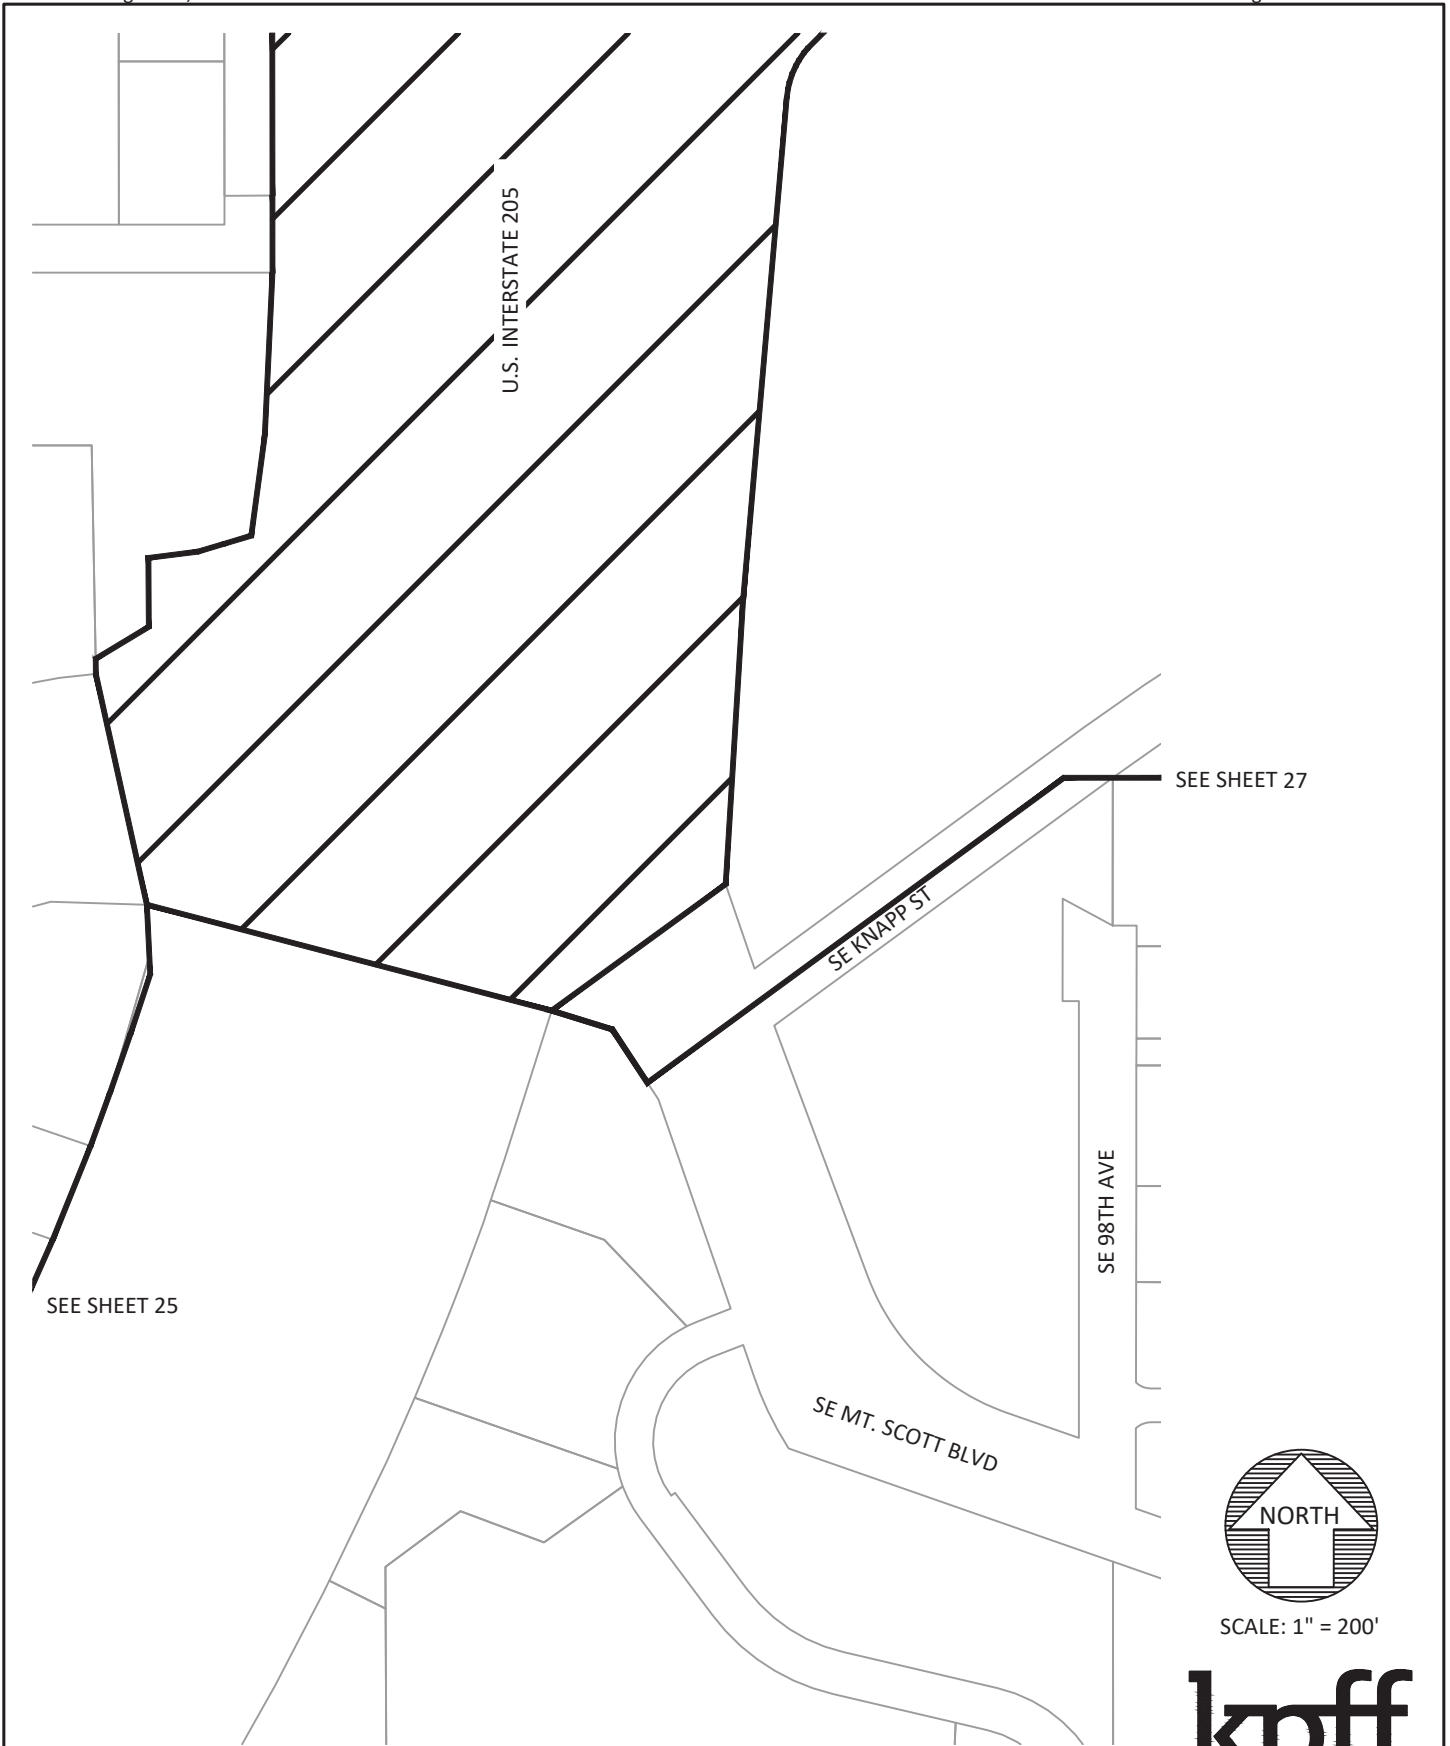 U.S. INTERSTATE 205
SEE SHEET 27
SE KNAPP ST
SE 98TH AVE
SEE SHEET 25
SE MT. SCOTT BLVD
NORTH
SCALE: 1" = 200'
kpff